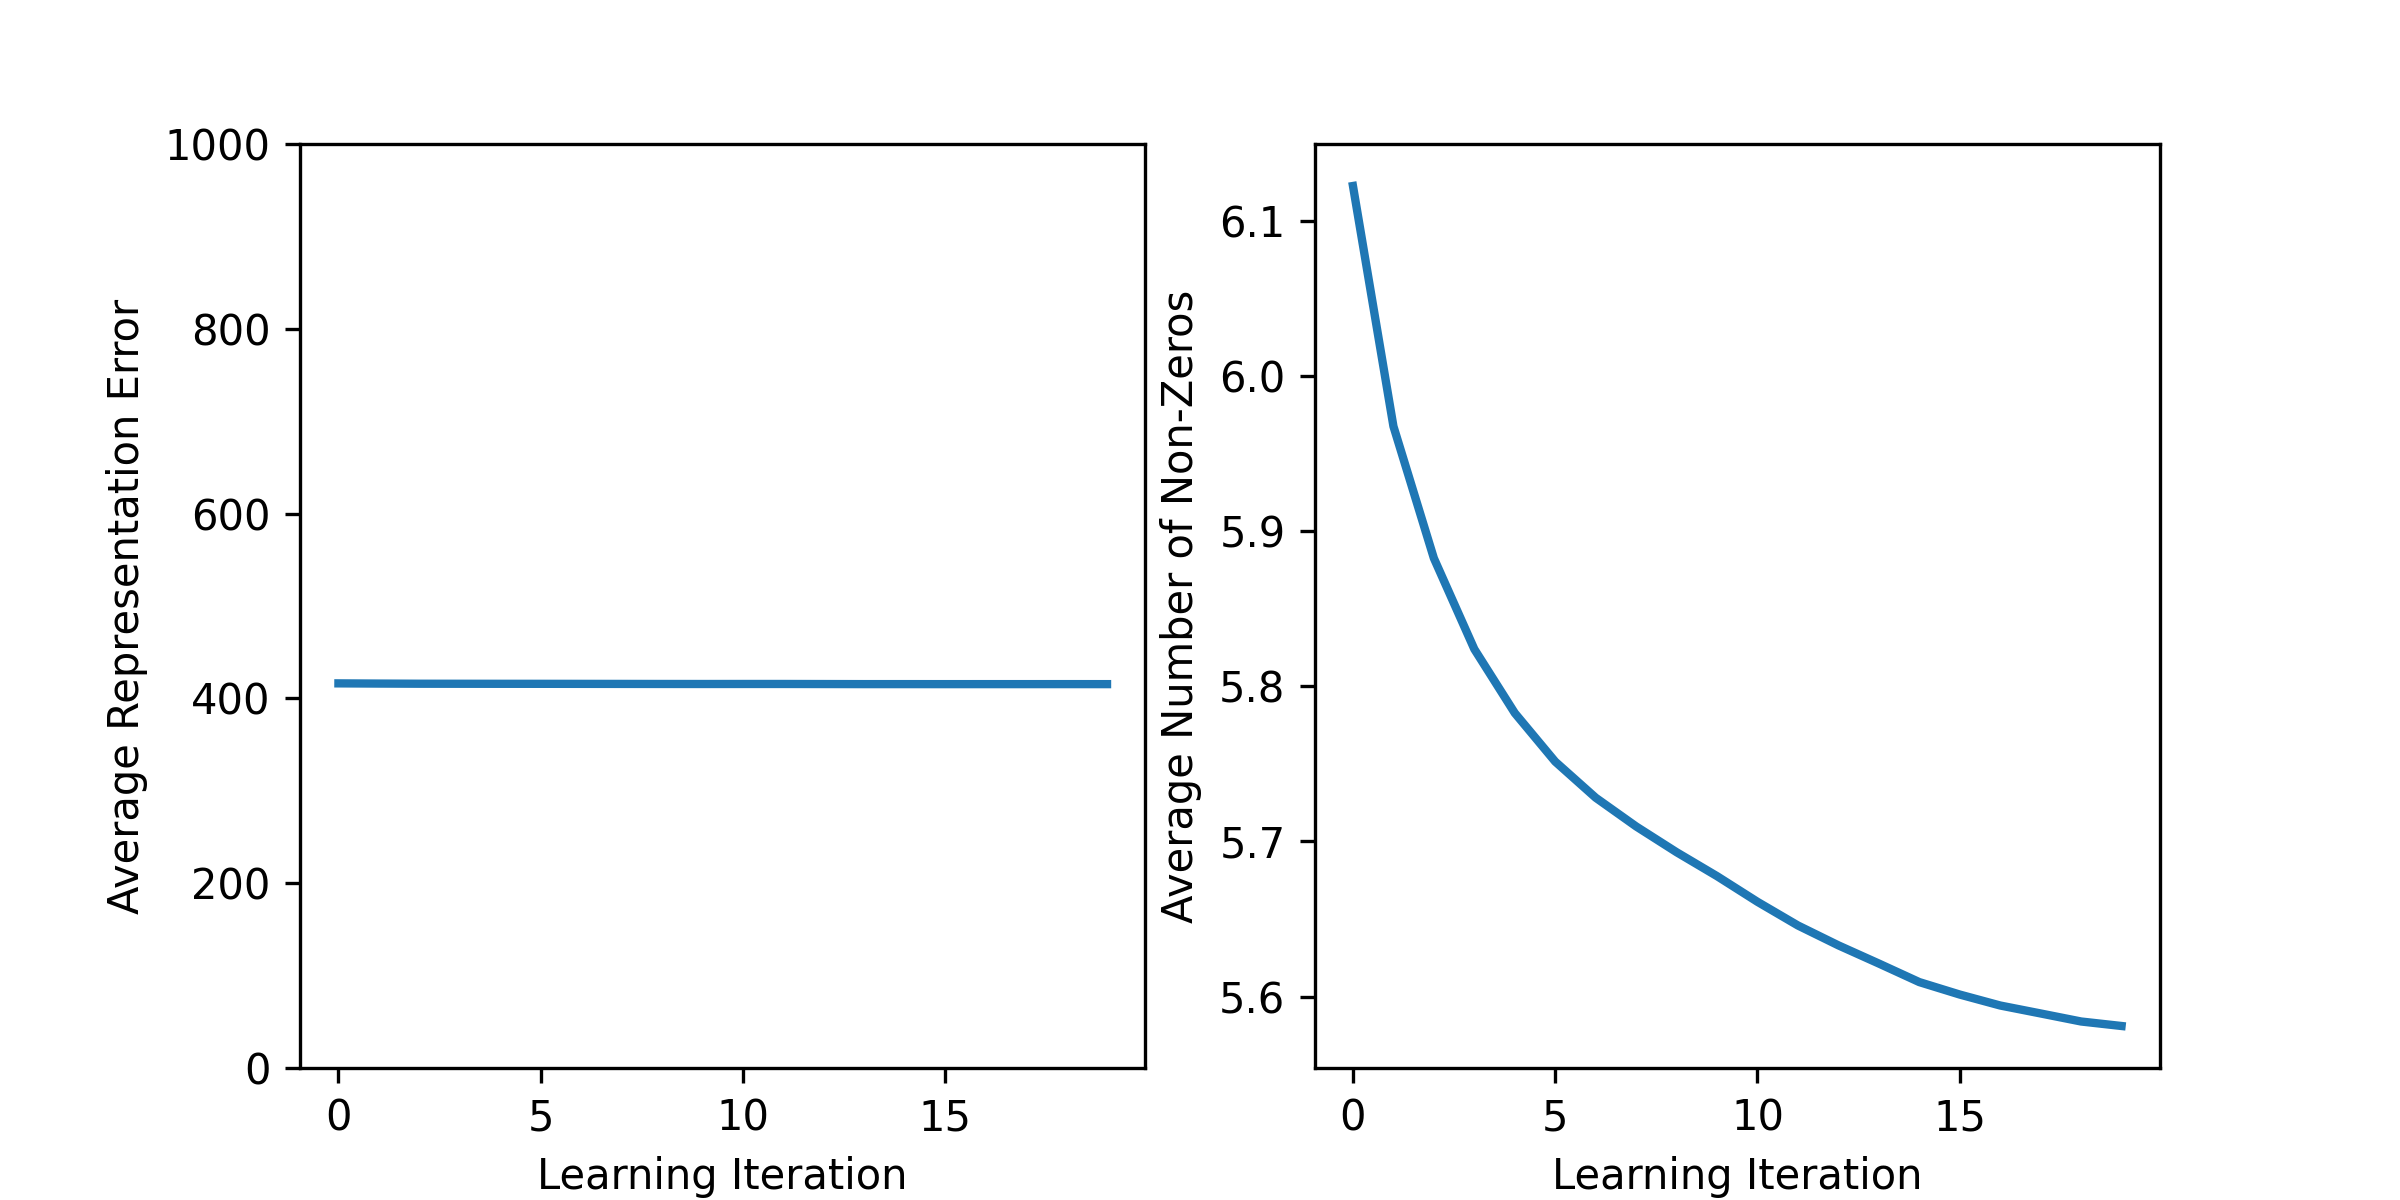 1000
800
600
400
200
0
0 5 10 15
Learning Iteration
Average Representation Error
6.1
6.0
5.9
5.8
5.7
5.6
0 5 10 15
Learning Iteration
Average Number of Non-Zeros